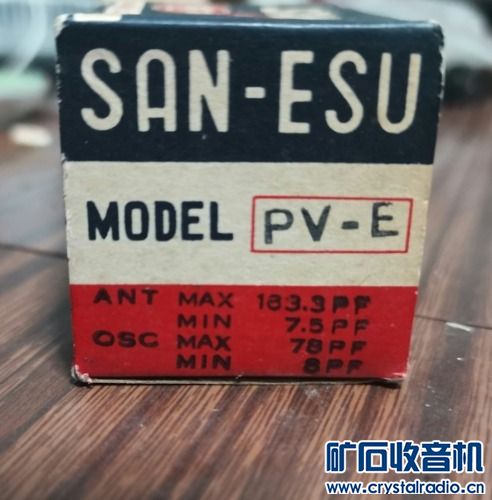 SAN-ESU
MODEL PV-E
ANT MAX 183.3PF
MIN 7.5PF
OSC MAX 78PF
MIN 8PF
矿石收音机
www.crystalradio.cn